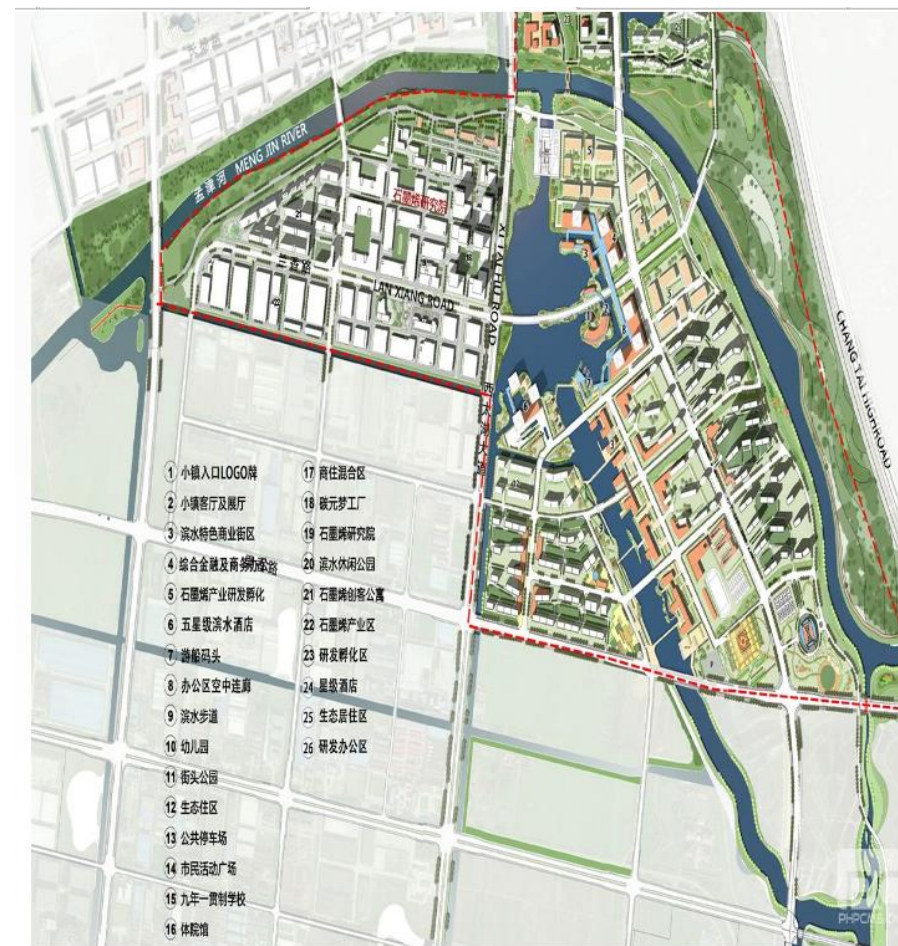 孟津河 MENG JIN RIVER
石墨烯研究院
兰香路
LAN XIANG ROAD
XI TAI HU ROAD
西太湖大道
CHANG TAI HIGHROAD
1 小镇入口LOGO牌
2 小镇客厅及展厅
3 滨水特色商业街区
4 综合金融及商务办公
5 石墨烯产业研发孵化
6 五星级滨水酒店
7 游船码头
8 办公区空中连廊
9 滨水步道
10 幼儿园
11 街头公园
12 生态住区
13 公共停车场
14 市民活动广场
15 九年一贯制学校
16 体院馆
17 商住混合区
18 碳元梦工厂
19 石墨烯研究院
20 滨水休闲公园
21 石墨烯创客公寓
22 石墨烯产业区
23 研发孵化区
24 星级酒店
25 生态居住区
26 研发办公区